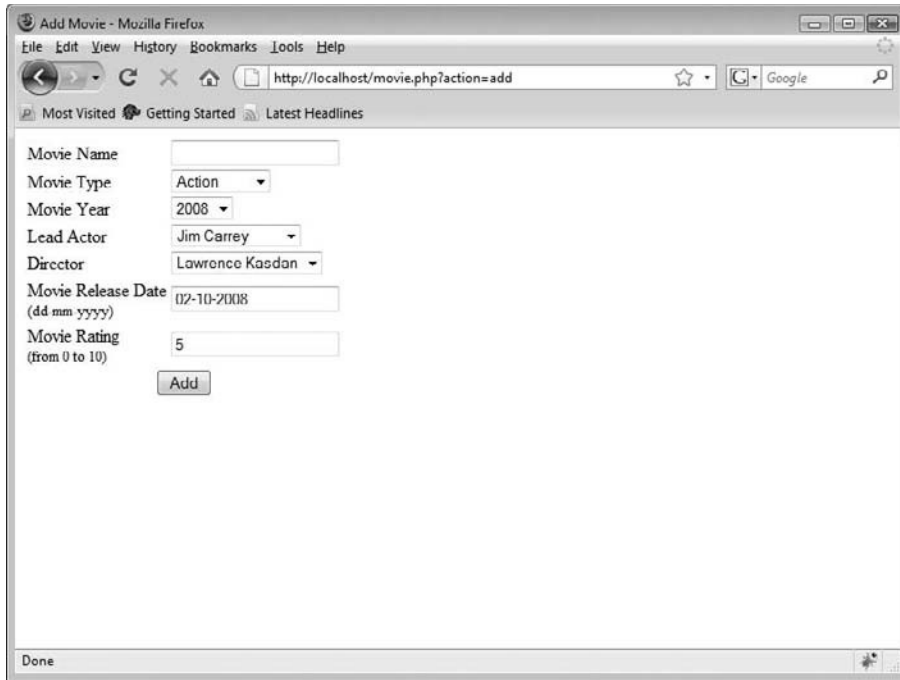 Add Movie - Mozilla Firefox
File Edit View History Bookmarks Tools Help
http://localhost/movie.php?action=add
G Google
Most Visited Getting Started Latest Headlines
Movie Name
Movie Type Action
Movie Year 2008
Lead Actor Jim Carrey
Director Lawrence Kasdan
Movie Release Date 02-10-2008
(dd mm yyyy)
Movie Rating 5
(from 0 to 10)
Add
Done